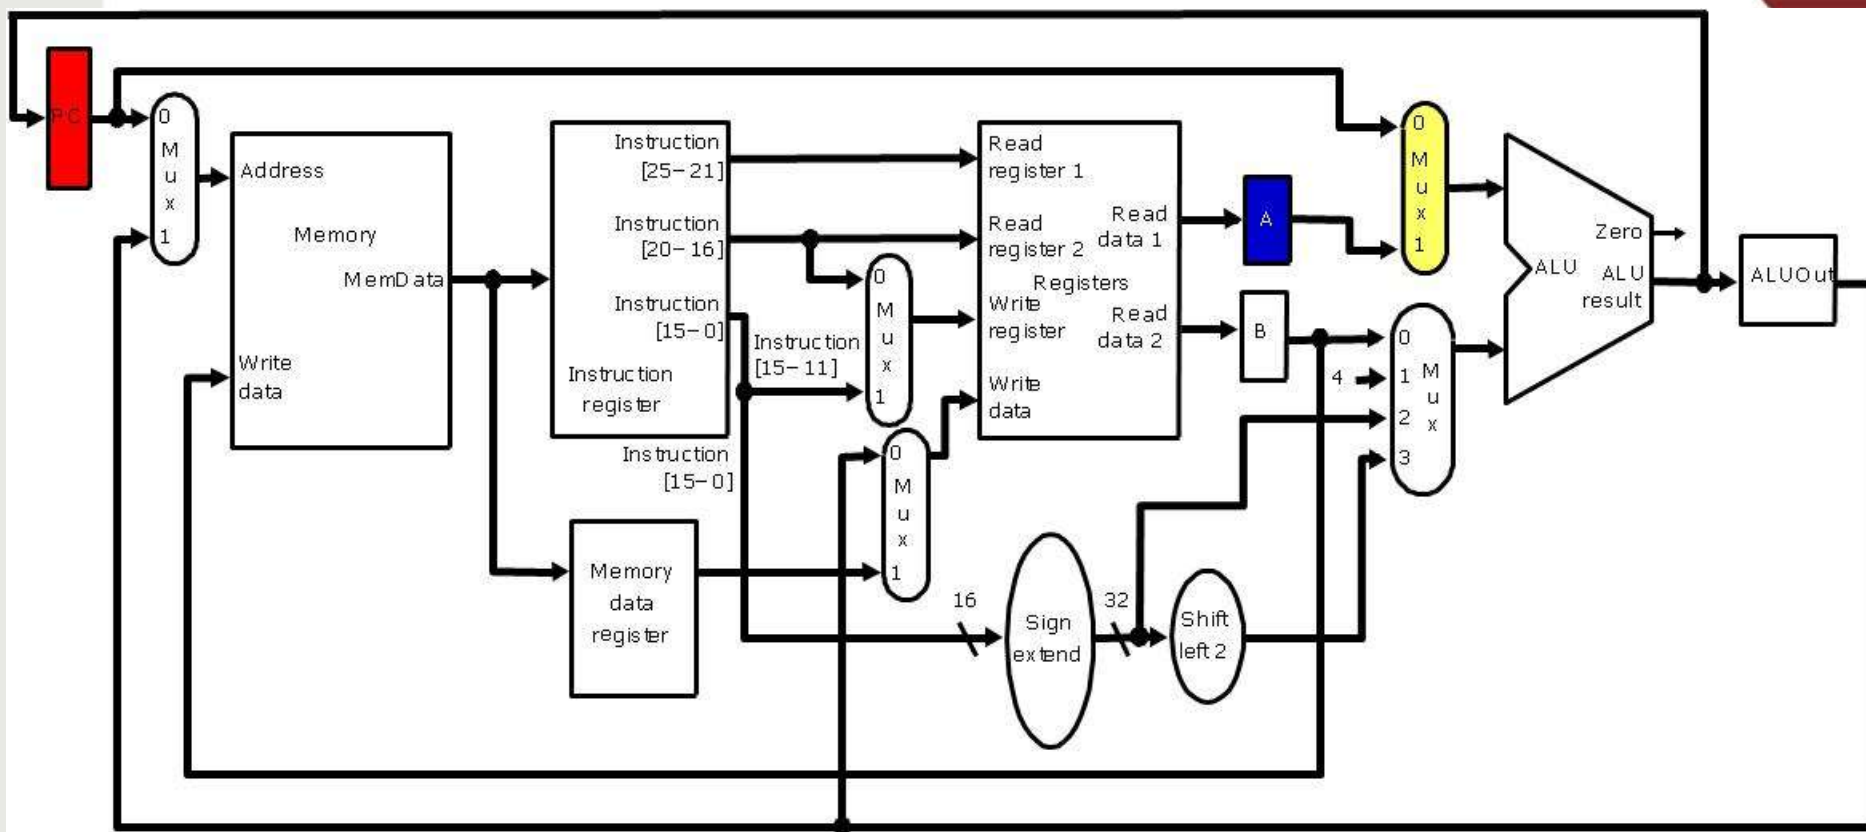 PC
0
M
u
x
1
Address
Memory
MemData
Write
data
Instruction
[25-21]
Instruction
[20-16]
Instruction
[15-0]
Instruction
register
Instruction
[15-11]
Instruction
[15-0]
0
M
u
x
1
0
M
u
x
1
Memory
data
register
Read
register 1
Read
register 2
Registers
Write
register
Write
data
Read
data 1
Read
data 2
16
Sign
extend
32
Shift
left 2
A
B
4
0
M
u
x
1
0
1
2
3
M
u
x
Zero
ALU
ALU
result
ALUOut